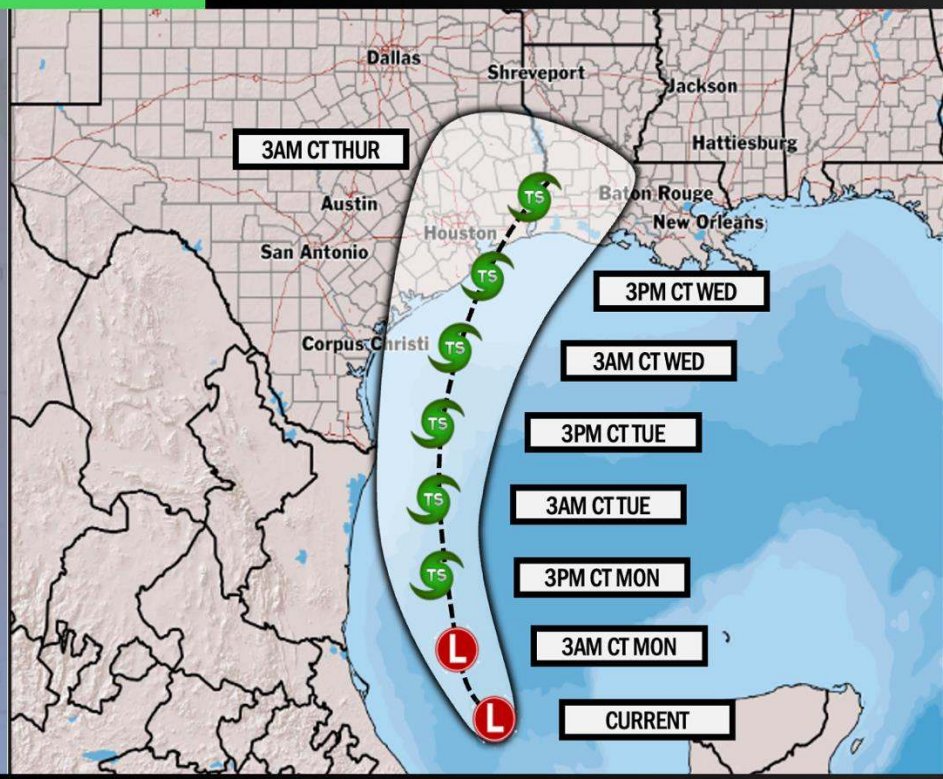 Dallas
Shreveport
Jackson
3AM CT THUR
Hattiesburg
TS
Baton Rouge
Austin
New Orleans
Houston
San Antonio
TS
3PM CT WED
Corpus Christi
TS
3AM CT WED
TS
3PM CT TUE
TS
3AM CT TUE
TS
3PM CT MON
L
3AM CT MON
L
CURRENT